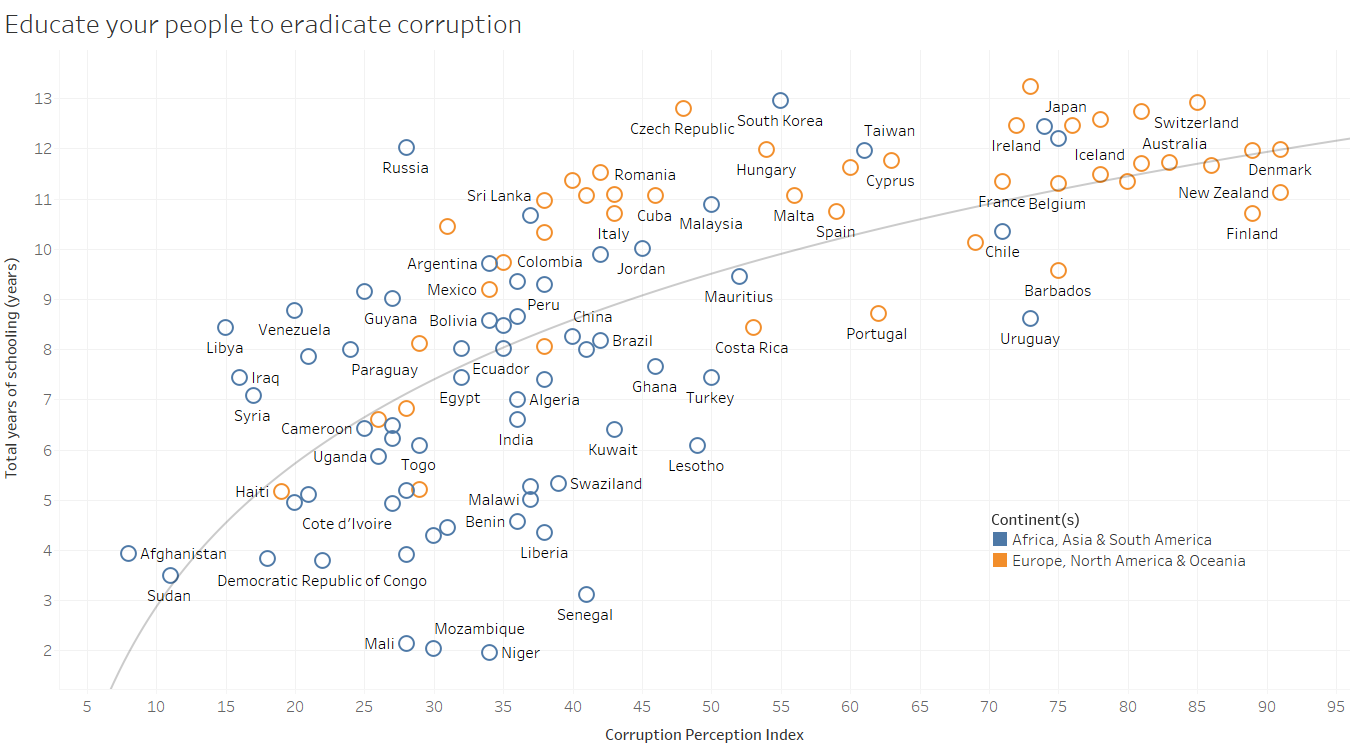 Educate your people to eradicate corruption
Total years of schooling (years)
13
12
11
10
9
8
7
6
5
4
3
2
Japan
Czech Republic
South Korea
Switzerland
Taiwan
Ireland
Australia
Iceland
Russia
Hungary
Denmark
Romania
Cyprus
Sri Lanka
New Zealand
France
Belgium
Cuba
Malta
Malaysia
Spain
Italy
Finland
Chile
Argentina
Colombia
Jordan
Mexico
Barbados
Mauritius
Peru
Guyana
Bolivia
China
Venezuela
Portugal
Uruguay
Brazil
Libya
Costa Rica
Paraguay
Ecuador
Iraq
Ghana
Egypt
Algeria
Turkey
Syria
Cameroon
India
Kuwait
Uganda
Togo
Lesotho
Swaziland
Haiti
Malawi
Cote d'Ivoire
Benin
Afghanistan
Liberia
Democratic Republic of Congo
Sudan
Senegal
Mozambique
Mali
Niger
Continent(s)
Africa, Asia & South America
Europe, North America & Oceania
5 10 15 20 25 30 35 40 45 50 55 60 65 70 75 80 85 90 95
Corruption Perception Index